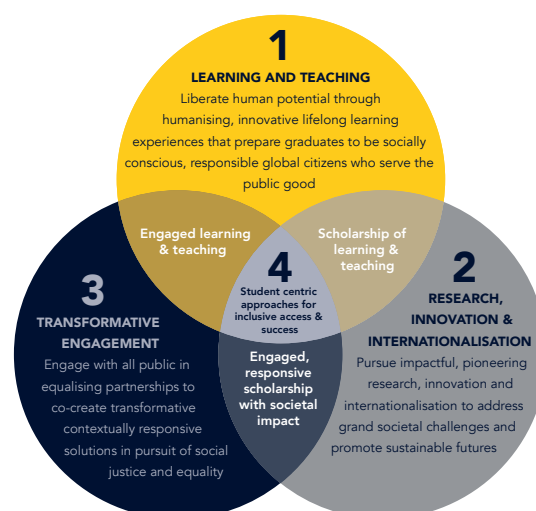 1
LEARNING AND TEACHING
Liberate human potential through
humanising, innovative lifelong learning
experiences that prepare graduates to be socially
conscious, responsible global citizens who serve the
public good
Engaged learning
& teaching
Scholarship of
learning &
teaching
4
Student centric
approaches for
inclusive access &
success
2
RESEARCH,
INNOVATION &
INTERNATIONALISATION
Pursue impactful, pioneering
research, innovation and
internationalisation to address
grand societal challenges and
promote sustainable futures
3
TRANSFORMATIVE
ENGAGEMENT
Engage with all public in
equalising partnerships to
co-create transformative
contextually responsive
solutions in pursuit of social
justice and equality
Engaged,
responsive
scholarship
with societal
impact